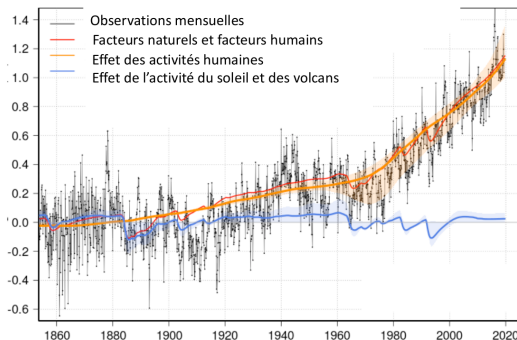 Observations mensuelles
Facteurs naturels et facteurs humains
Effet des activités humaines
Effet de l'activité du soleil et des volcans
1.4
1.2
1.0
0.8
0.6
0.4
0.2
0.0
-0.2
-0.4
-0.6
1860 1880 1900 1920 1940 1960 1980 2000 2020